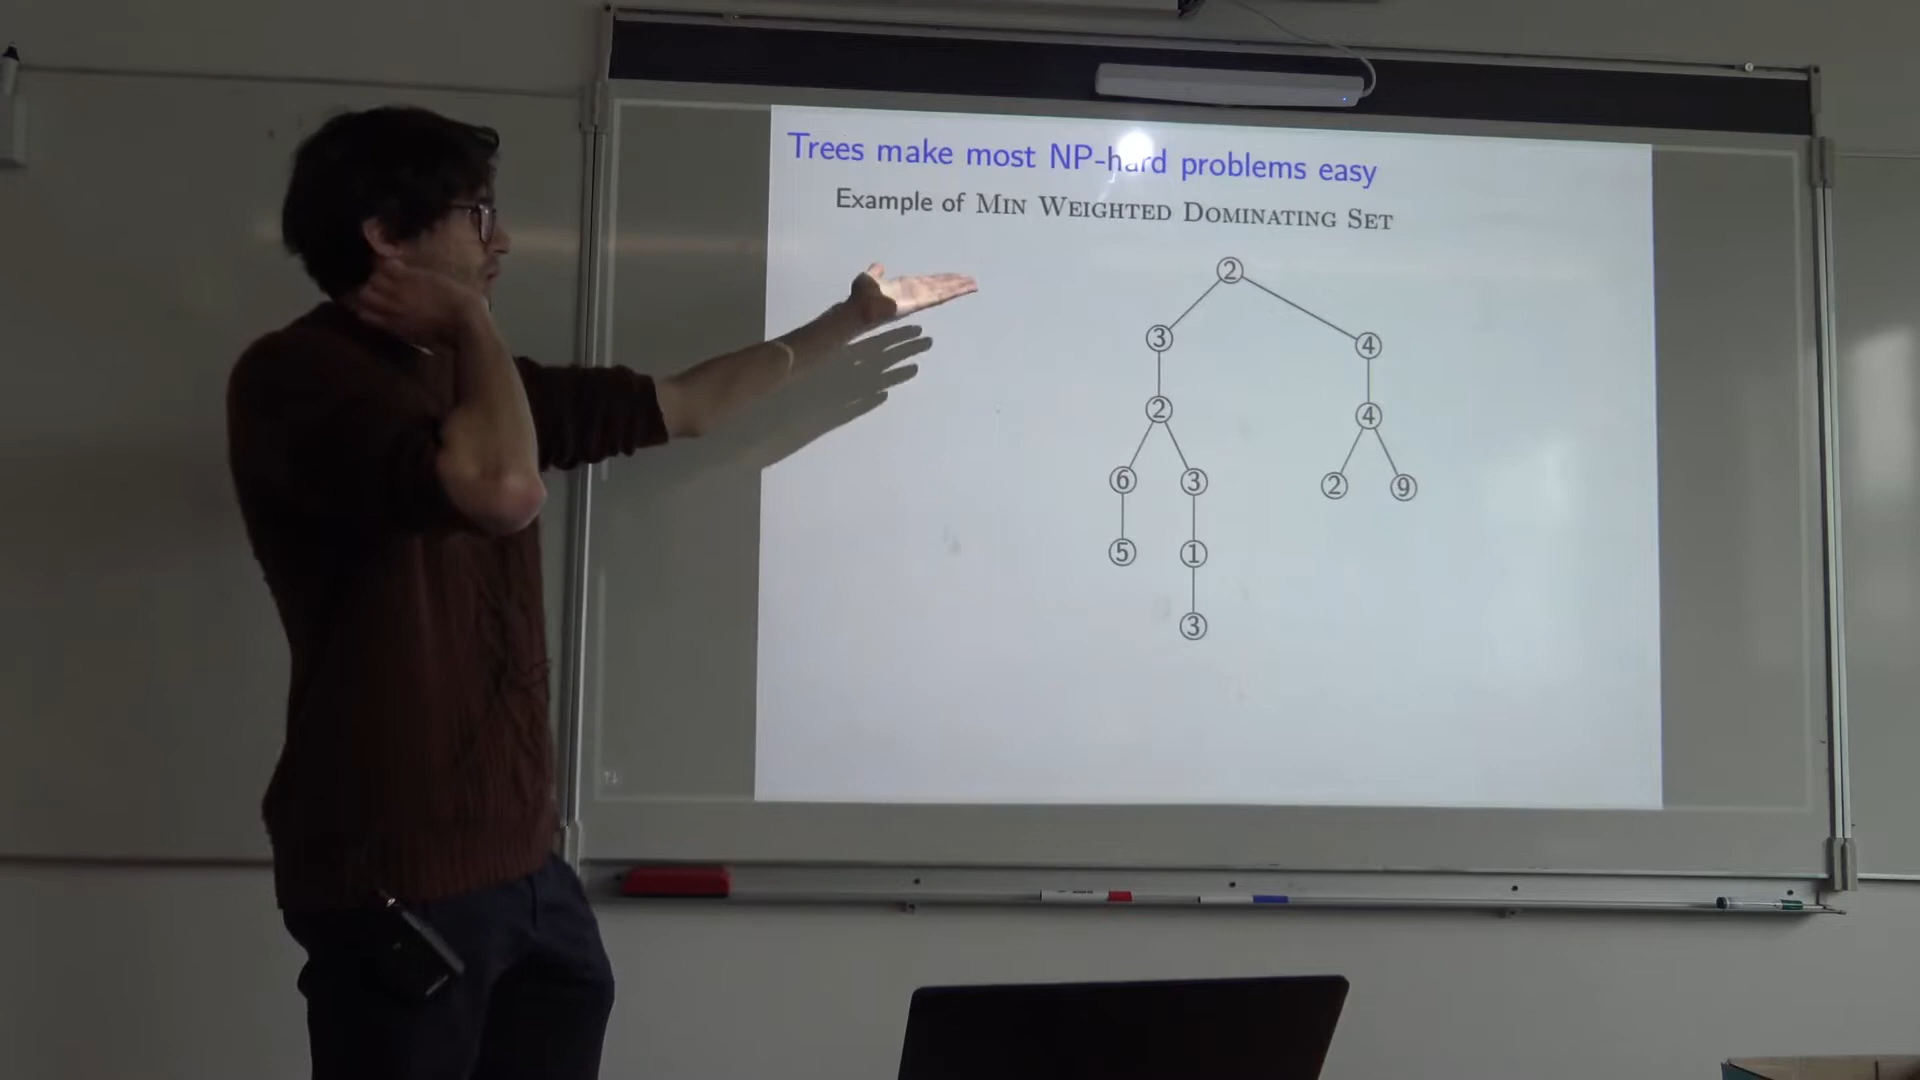 Trees make most NP-hard problems easy
Example of MIN WEIGHTED DOMINATING SET
2
3 4
2 4
6 3 2 9
5 1
3